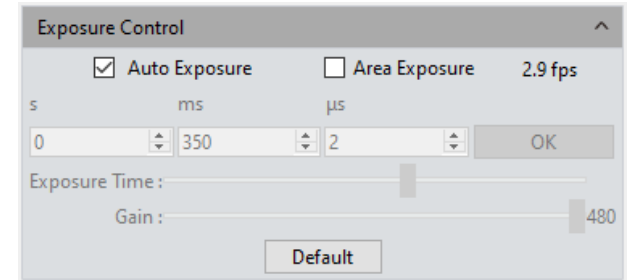 Exposure Control
Auto Exposure Area Exposure 2.9 fps
s ms µs
0 350 2 OK
Exposure Time :
Gain : 480
Default